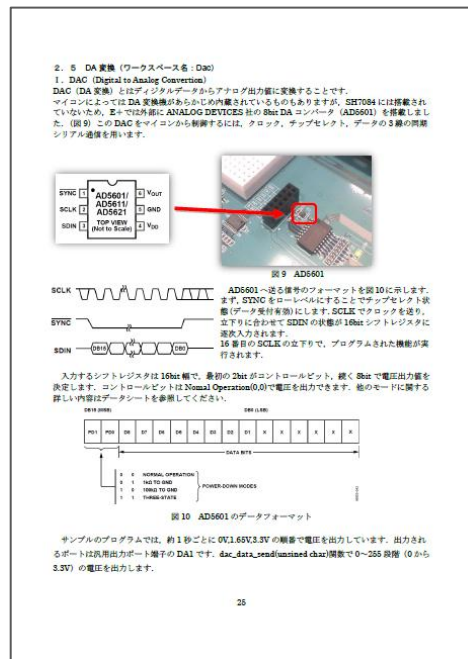 2．5 DA 変換（ワークスペース名：Dac）
I．DAC（Digital to Analog Convertion）
DAC（DA 変換）とはディジタルデータからアナログ出力値に変換することです．
マイコンによっては DA 変換機があらかじめ内蔵されているものもありますが，SH7084 には搭載され
ていないため，E+では外部に ANALOG DEVICES 社の 8bit DA コンバータ（AD5601）を搭載しまし
た．（図 9）この DAC をマイコンから制御するには，クロック，チップセレクト，データの 3 線の同期
シリアル通信を用います．
SYNC 1
SCLK 2
SDIN 3
AD5601/
AD5611/
AD5621
TOP VIEW
(Not to Scale)
6 VOUT
5 GND
4 VDD
図 9 AD5601
SCLK
SYNC
SDIN
DB15
DB0
AD5601 へ送る信号のフォーマットを図 10 に示します．
まず，SYNC をローレベルにすることでチップセレクト状
態（データ受付有効）にします．SCLK でクロックを送り，
立下りに合わせて SDIN の状態が 16bit シフトレジスタに
逐次入力されます．
16 番目の SCLK の立下りで，プログラムされた機能が実
行されます．
入力するシフトレジスタは 16bit 幅で，最初の 2bit がコントロールビット，続く 8bit で電圧出力値を
決定します．コントロールビットは Nomal Operation(0,0)で電圧を出力できます．他のモードに関する
詳しい内容はデータシートを参照してください．
DB15 (MSB) DB0 (LSB)
PD1 PD0 D8 D7 D6 D5 D4 D3 D2 D1 X X X X X X
DATA BITS
0 0 NORMAL OPERATION
0 1 1kΩ TO GND
1 0 100kΩ TO GND
1 1 THREE-STATE
POWER-DOWN MODES
図 10 AD5601 のデータフォーマット
サンプルのプログラムでは，約 1 秒ごとに 0V,1.65V,3.3V の順番で電圧を出力しています．出力され
るポートは汎用出力ポート端子の DA1 です．dac_data_send(unsined char)関数で 0～255 段階（0 から
3.3V）の電圧を出力します．
25